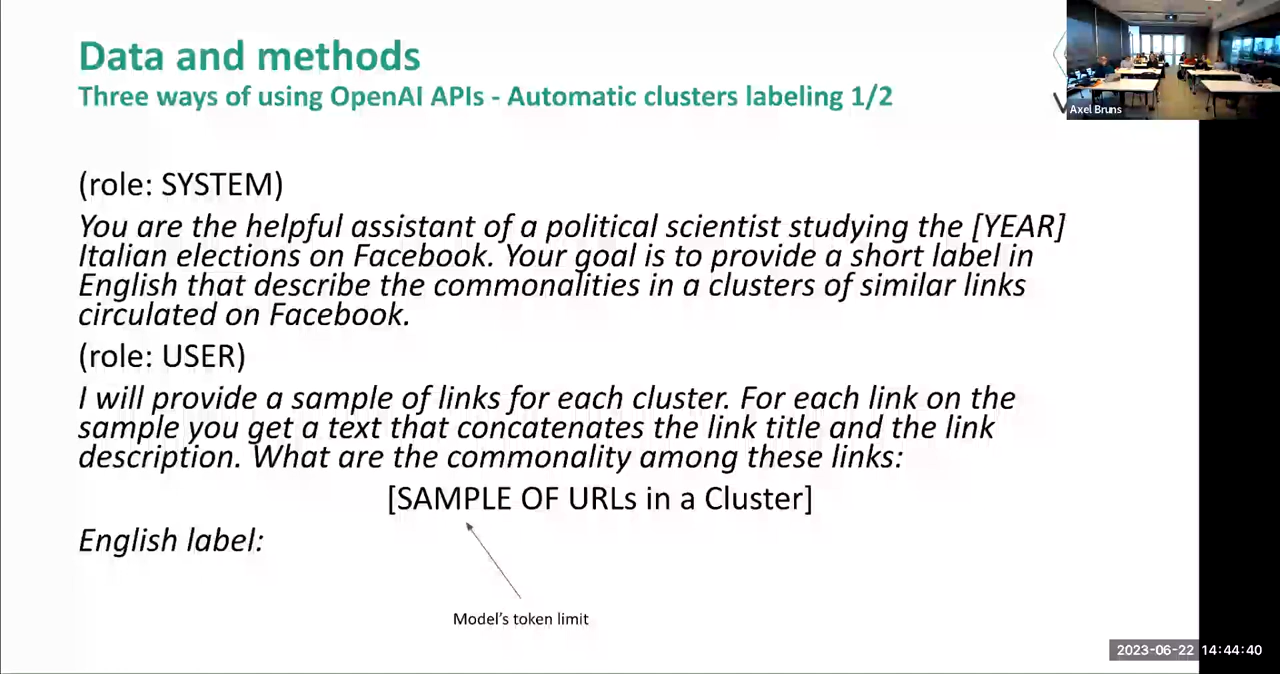 Data and methods
Three ways of using OpenAI APIs - Automatic clusters labeling 1/2
Axel Bruns
(role: SYSTEM)
You are the helpful assistant of a political scientist studying the [YEAR]
Italian elections on Facebook. Your goal is to provide a short label in
English that describe the commonalities in a clusters of similar links
circulated on Facebook.
(role: USER)
I will provide a sample of links for each cluster. For each link on the
sample you get a text that concatenates the link title and the link
description. What are the commonality among these links:
[SAMPLE OF URLs in a Cluster]
English label:
Model's token limit
2023-06-22 14:44:40